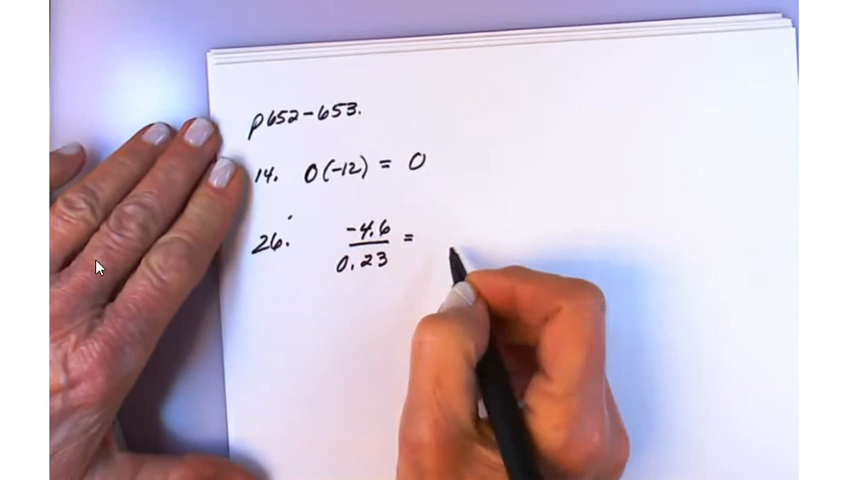 p652-653.
14. 0(-12) = 0
26. -4.6/0.23 =